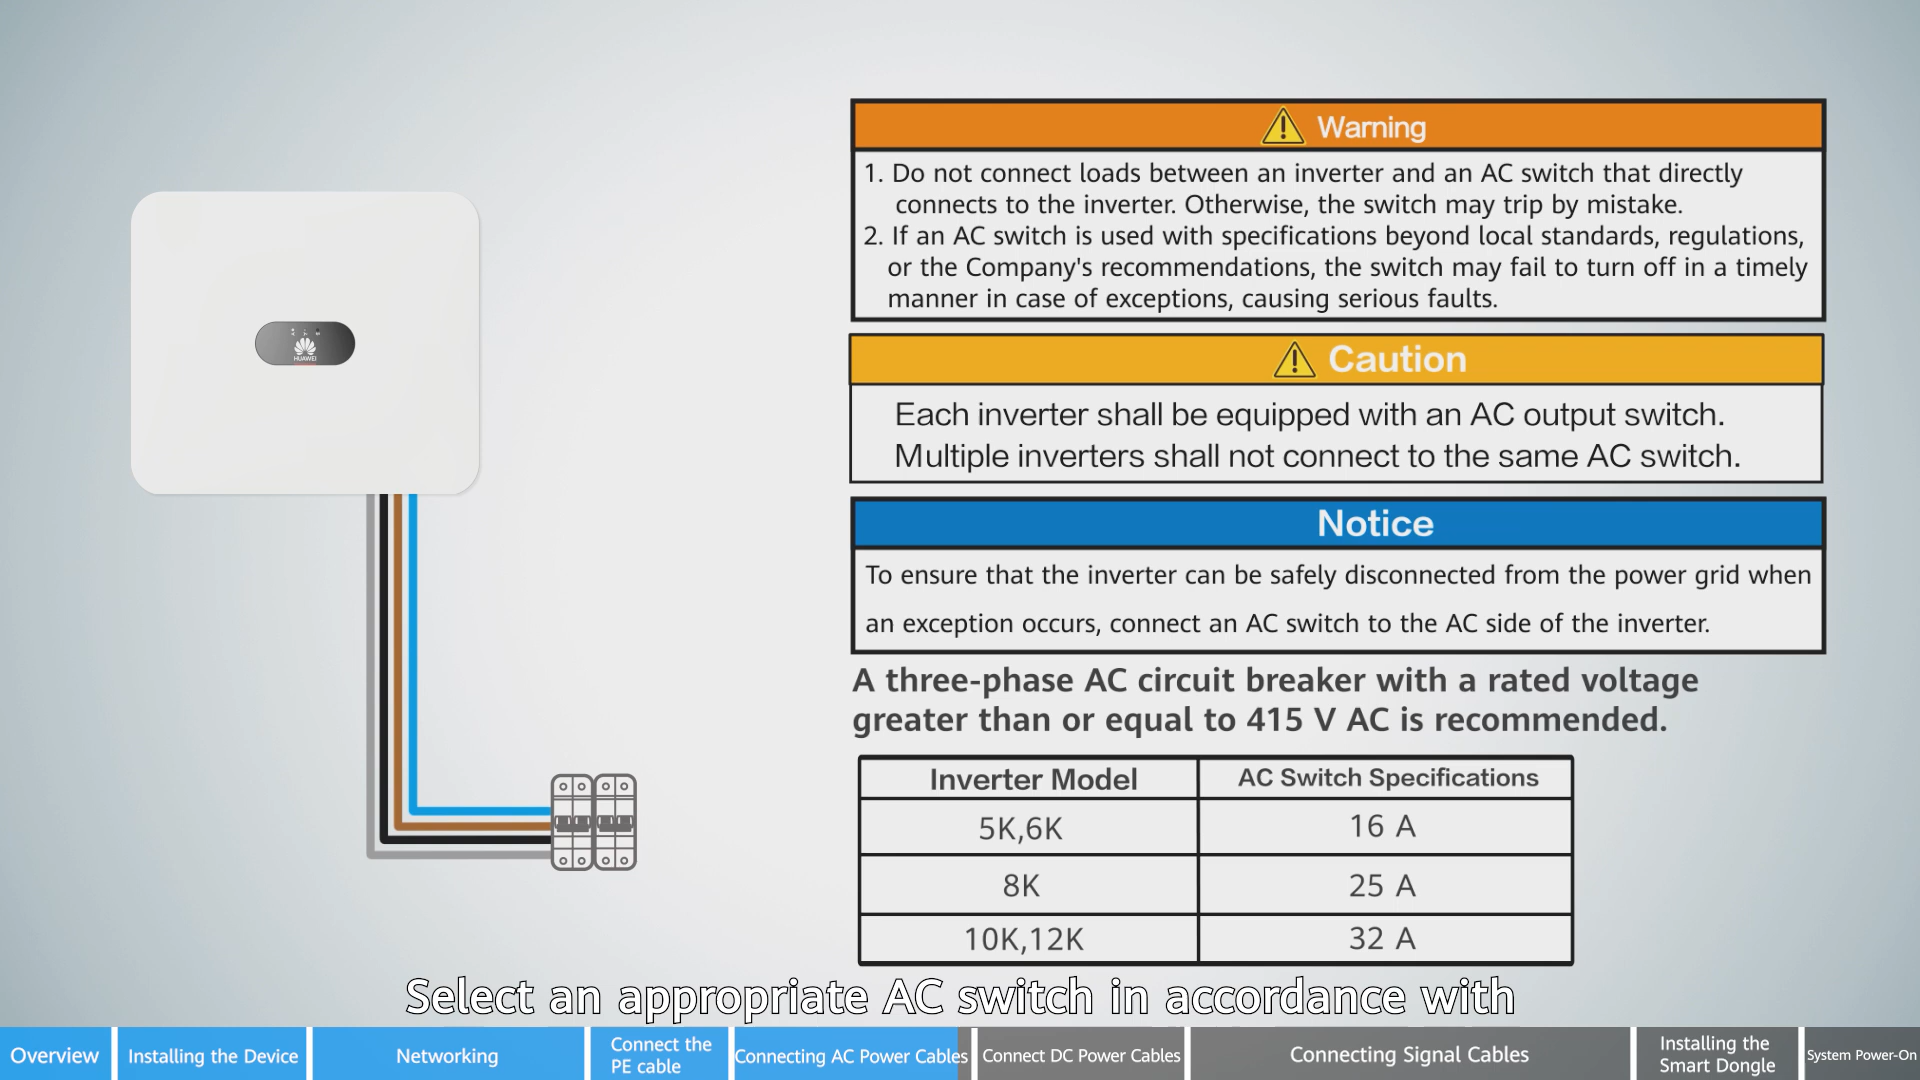 Warning
1. Do not connect loads between an inverter and an AC switch that directly
connects to the inverter. Otherwise, the switch may trip by mistake.
2. If an AC switch is used with specifications beyond local standards, regulations,
or the Company's recommendations, the switch may fail to turn off in a timely
manner in case of exceptions, causing serious faults.
HUAWEI
Caution
Each inverter shall be equipped with an AC output switch.
Multiple inverters shall not connect to the same AC switch.
Notice
To ensure that the inverter can be safely disconnected from the power grid when
an exception occurs, connect an AC switch to the AC side of the inverter.
A three-phase AC circuit breaker with a rated voltage
greater than or equal to 415 V AC is recommended.
Inverter Model AC Switch Specifications
5K,6K 16 A
8K 25 A
10K,12K 32 A
Select an appropriate AC switch in accordance with
Overview
Installing the Device
Networking
Connect the
PE cable
Connecting AC Power Cables
Connect DC Power Cables
Connecting Signal Cables
Installing the
Smart Dongle
System Power-On